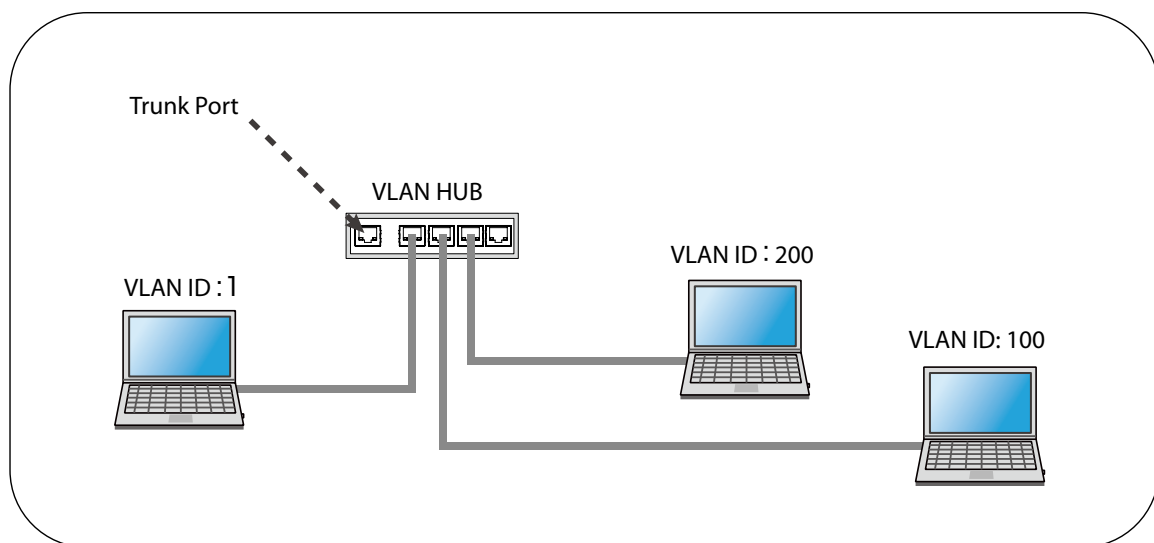 Trunk Port
VLAN HUB
VLAN ID : 200
VLAN ID : 1
VLAN ID: 100